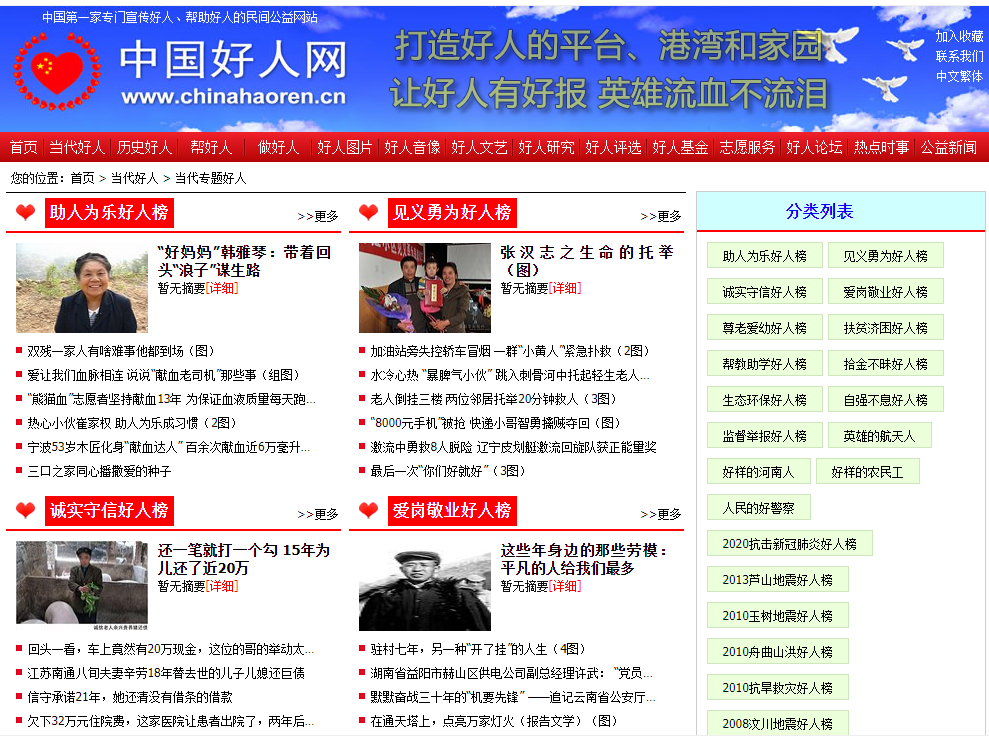 中国第一家专门宣传好人、帮助好人的民间公益网站
中国好人网
www.chinahaoren.cn
打造好人的平台、港湾和家园
让好人有好报 英雄流血不流泪
加入收藏
联系我们
中文繁体
首页 当代好人 历史好人 帮好人 做好人 好人图片 好人音像 好人文艺 好人研究 好人评选 好人基金 志愿服务 好人论坛 热点时事 公益新闻
您的位置：首页 > 当代好人 > 当代专题好人
助人为乐好人榜 >>更多
“好妈妈”韩雅琴：带着回
头“浪子”谋生路
暂无摘要[详细]
双残一家人有啥难事他都到场（图）
爱让我们血脉相连 说说“献血老司机”那些事（组图）
“熊猫血”志愿者坚持献血13年 为保证血液质量每天跑...
热心小伙崔家权 助人为乐成习惯（2图）
宁波53岁木匠化身“献血达人” 百余次献血近6万毫升...
三口之家同心播撒爱的种子
见义勇为好人榜 >>更多
张汉志之生命的托举
（图）
暂无摘要[详细]
加油站旁失控轿车冒烟 一群“小黄人”紧急扑救（2图）
水冷心热 “暴脾气小伙” 跳入刺骨河中托起轻生老人...
老人倒挂三楼 两位邻居托举20分钟救人（3图）
“8000元手机”被抢 快递小哥智勇擒贼夺回（图）
激流中勇救8人脱险 辽宁皮划艇激流回旋队获正能量奖
最后一次“你们好就好”（3图）
诚实守信好人榜 >>更多
还一笔就打一个勾 15年为
儿还了近20万
暂无摘要[详细]
回头一看，车上竟然有20万现金，这位的哥的举动太...
江苏南通八旬夫妻辛劳18年替去世的儿子儿媳还巨债
信守承诺21年，她还清没有借条的借款
欠下32万元住院费，这家医院让患者出院了，两年后...
爱岗敬业好人榜 >>更多
这些年身边的那些劳模：
平凡的人给我们最多
暂无摘要[详细]
驻村七年，另一种“开了挂”的人生（4图）
湖南省益阳市赫山区供电公司副总经理许武：“党员...
默默奋战三十年的“机要先锋” ——追记云南省公安厅...
在通天塔上，点亮万家灯火（报告文学）（图）
分类列表
助人为乐好人榜 见义勇为好人榜
诚实守信好人榜 爱岗敬业好人榜
尊老爱幼好人榜 扶贫济困好人榜
帮教助学好人榜 拾金不昧好人榜
生态环保好人榜 自强不息好人榜
监督举报好人榜 英雄的航天人
好样的河南人 好样的农民工
人民的好警察
2020抗击新冠肺炎好人榜
2013芦山地震好人榜
2010玉树地震好人榜
2010舟曲山洪好人榜
2010抗旱救灾好人榜
2008汶川地震好人榜